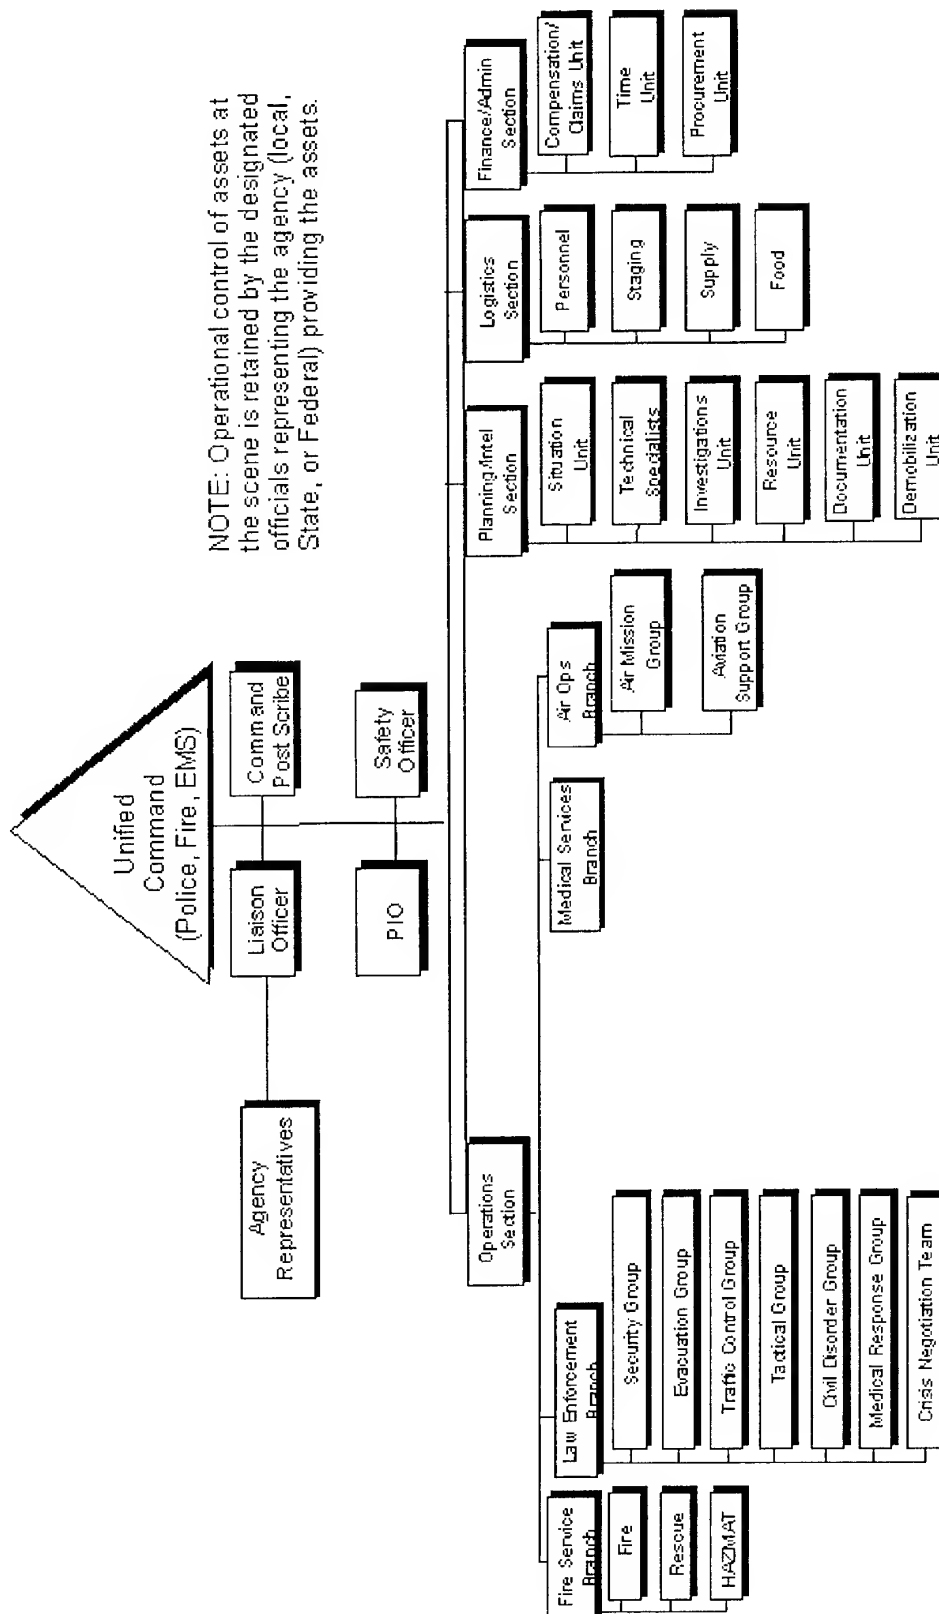 Unified
Command
(Police, Fire, EMS)
NOTE: Operational control of assets at
the scene is retained by the designated
officials representing the agency (local,
State, or Federal) providing the assets.
Agency
Representatives
Liaison
Officer
Command
Post Scribe
PIO
Safety
Officer
Operations
Section
Planning/Intel
Section
Logistics
Section
Finance/Admin
Section
Fire Service
Branch
Fire
Rescue
HAZMAT
Law Enforcement
Branch
Security Group
Evacuation Group
Traffic Control Group
Tactical Group
Civil Disorder Group
Medical Response Group
Crisis Negotiation Team
Medical Services
Branch
Air Ops
Branch
Air Mission
Group
Aviation
Support Group
Situation
Unit
Technical
Specialists
Investigations
Unit
Resource
Unit
Documentation
Unit
Demobilization
Unit
Personnel
Staging
Supply
Food
Compensation/
Claims Unit
Time
Unit
Procurement
Unit